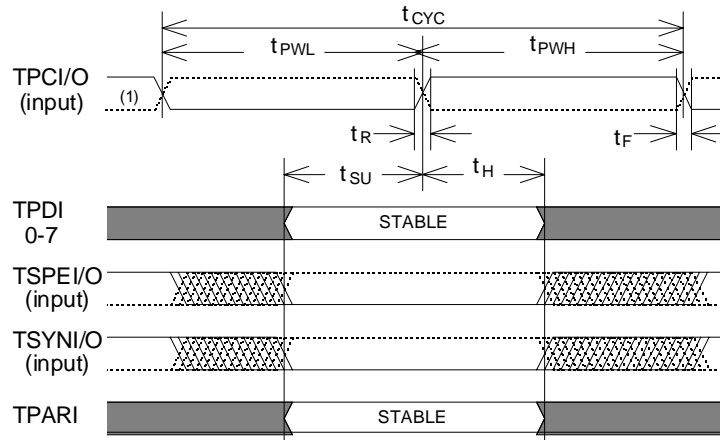 tCYC
tPWL
tPWH
TPCI/O
(input)
(1)
tR
tF
tSU
tH
TPDI
0-7
STABLE
TSPEI/O
(input)
TSYNI/O
(input)
TPARI
STABLE